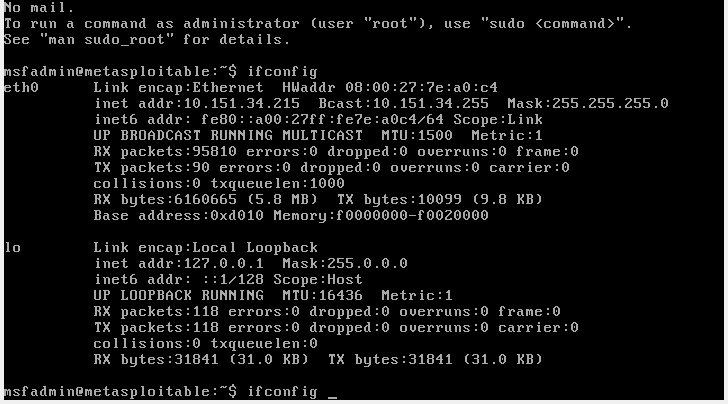 No mail.
To run a command as administrator (user "root"), use "sudo <command>".
See "man sudo_root" for details.
msfadmin@metasploitable:~$ ifconfig
eth0 Link encap:Ethernet HWaddr 08:00:27:7e:a0:c4
inet addr:10.151.34.215 Bcast:10.151.34.255 Mask:255.255.255.0
inet6 addr: fe80::a00:27ff:fe7e:a0c4/64 Scope:Link
UP BROADCAST RUNNING MULTICAST MTU:1500 Metric:1
RX packets:95810 errors:0 dropped:0 overruns:0 frame:0
TX packets:90 errors:0 dropped:0 overruns:0 carrier:0
collisions:0 txqueuelen:1000
RX bytes:6160665 (5.8 MB) TX bytes:10099 (9.8 KB)
Base address:0xd010 Memory:f0000000-f0020000
lo Link encap:Local Loopback
inet addr:127.0.0.1 Mask:255.0.0.0
inet6 addr: ::1/128 Scope:Host
UP LOOPBACK RUNNING MTU:16436 Metric:1
RX packets:118 errors:0 dropped:0 overruns:0 frame:0
TX packets:118 errors:0 dropped:0 overruns:0 carrier:0
collisions:0 txqueuelen:0
RX bytes:31841 (31.0 KB) TX bytes:31841 (31.0 KB)
msfadmin@metasploitable:~$ ifconfig _